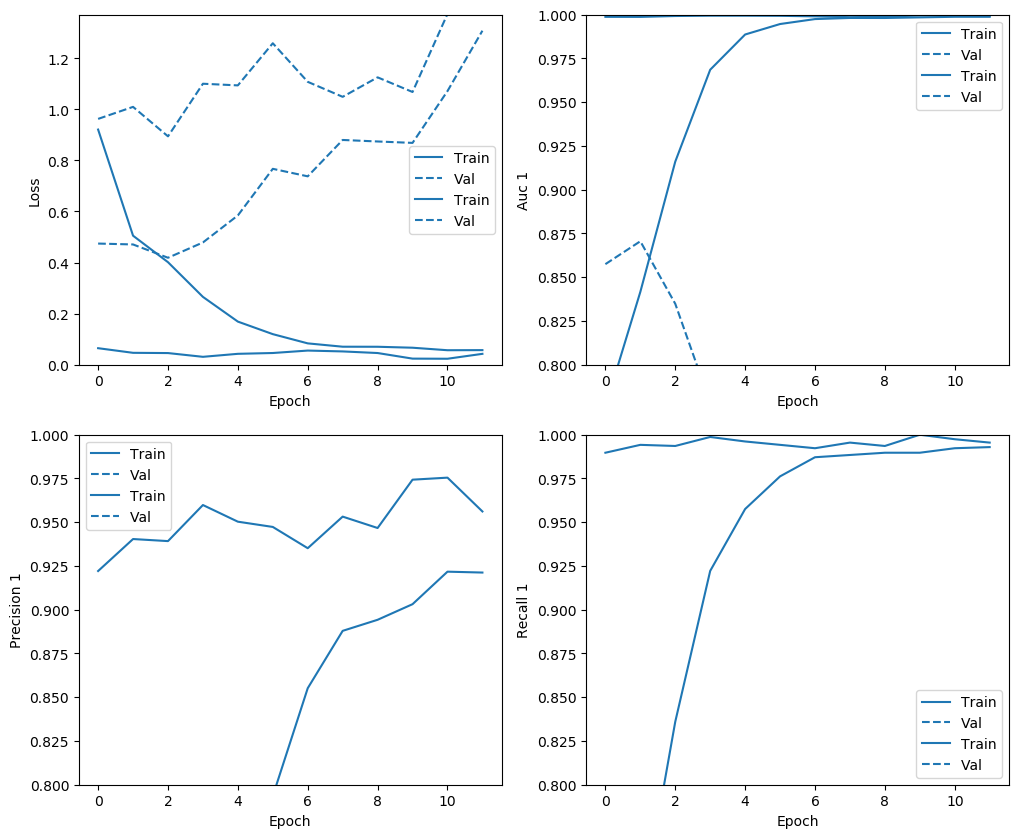 1.2
1.0
0.8
0.6
0.4
0.2
0.0
Loss
0 2 4 6 8 10
Epoch
Train
Val
Train
Val
1.000
0.975
0.950
0.925
0.900
0.875
0.850
0.825
0.800
Auc 1
0 2 4 6 8 10
Epoch
Train
Val
Train
Val
1.000
0.975
0.950
0.925
0.900
0.875
0.850
0.825
0.800
Precision 1
0 2 4 6 8 10
Epoch
Train
Val
Train
Val
1.000
0.975
0.950
0.925
0.900
0.875
0.850
0.825
0.800
Recall 1
0 2 4 6 8 10
Epoch
Train
Val
Train
Val